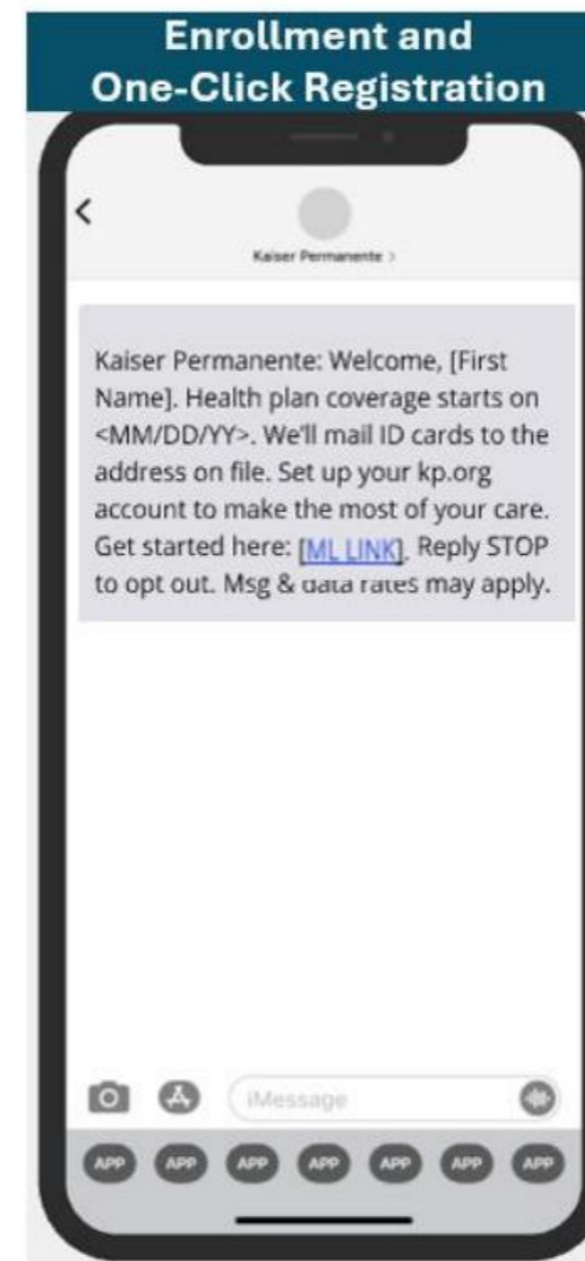 Enrollment and
One-Click Registration
Kaiser Permanente >
Kaiser Permanente: Welcome, [First
Name]. Health plan coverage starts on
<MM/DD/YY>. We'll mail ID cards to the
address on file. Set up your kp.org
account to make the most of your care.
Get started here: [ML LINK]. Reply STOP
to opt out. Msg & data rates may apply.
iMessage
APP APP APP APP APP APP APP